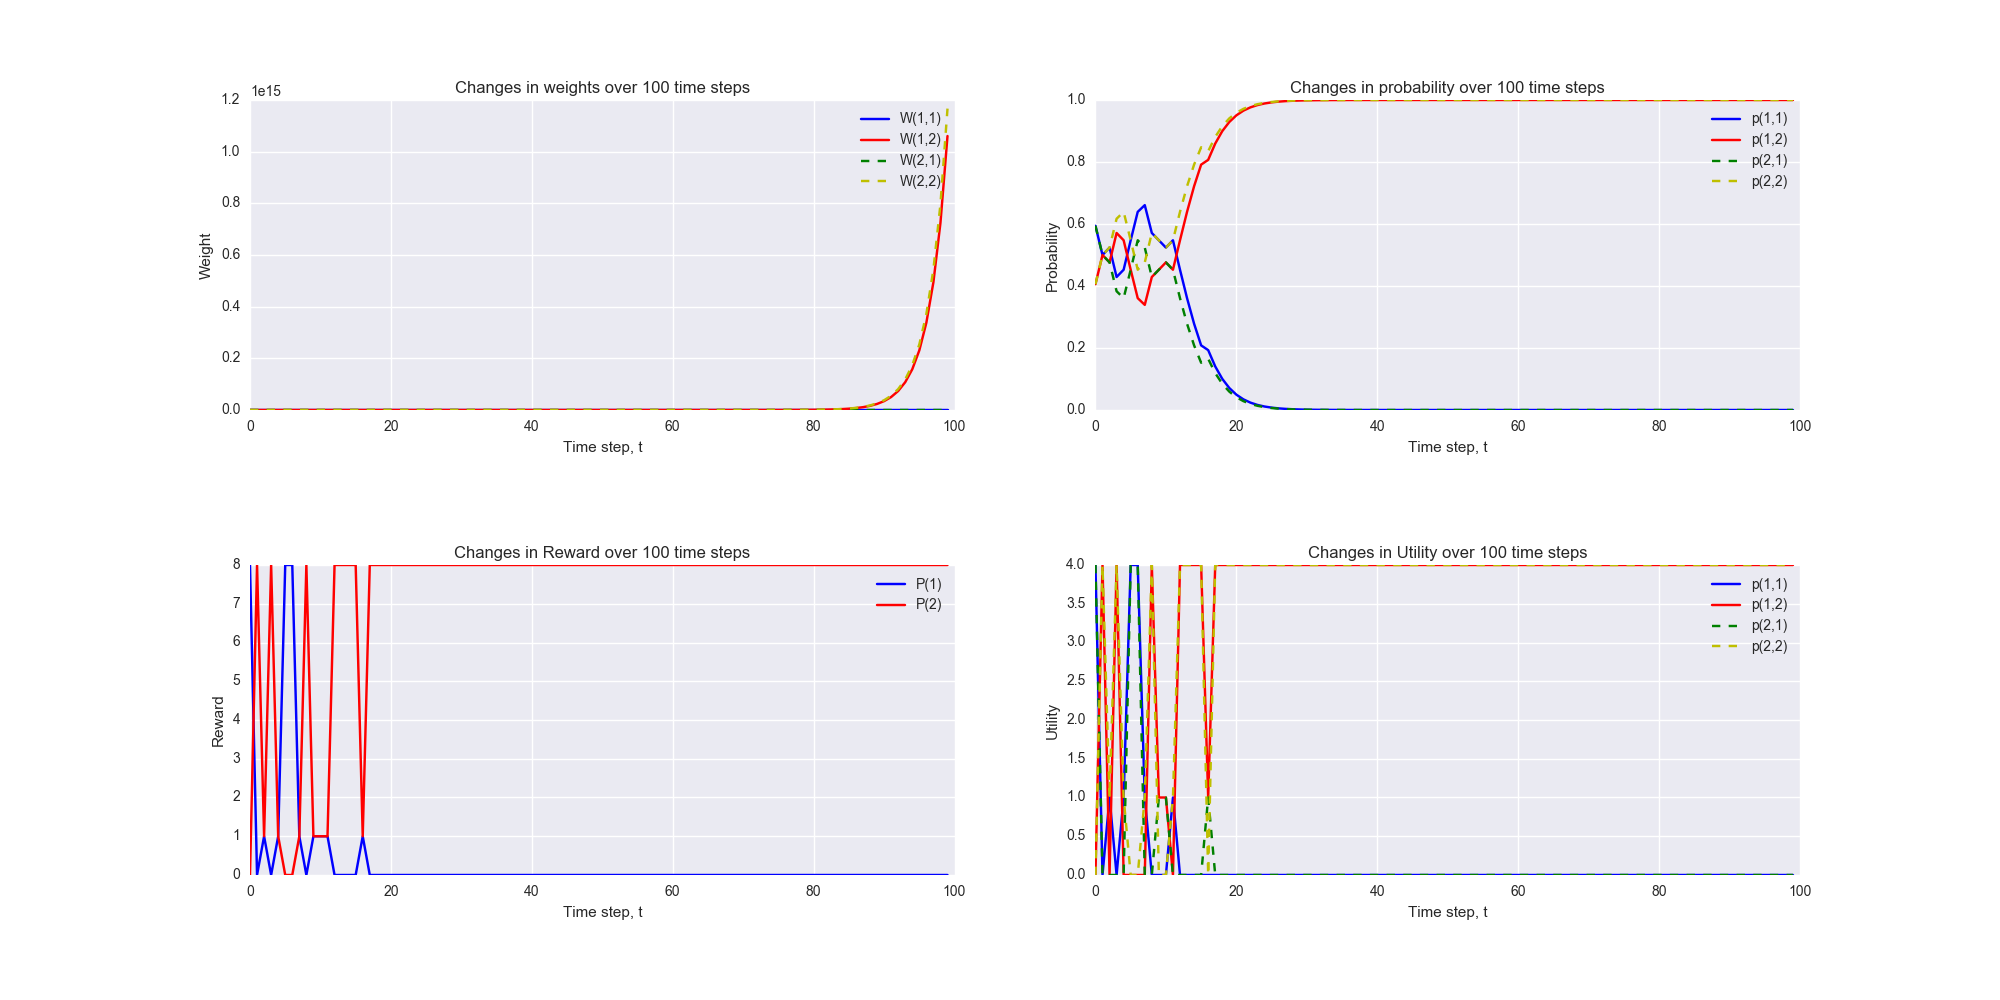 Changes in weights over 100 time steps
1e15
1.2
1.0
0.8
0.6
0.4
0.2
0.0
Weight
W(1,1)
W(1,2)
W(2,1)
W(2,2)
0 20 40 60 80 100
Time step, t
Changes in probability over 100 time steps
1.0
0.8
0.6
0.4
0.2
0.0
Probability
p(1,1)
p(1,2)
p(2,1)
p(2,2)
0 20 40 60 80 100
Time step, t
Changes in Reward over 100 time steps
8
7
6
5
4
3
2
1
0
Reward
P(1)
P(2)
0 20 40 60 80 100
Time step, t
Changes in Utility over 100 time steps
4.0
3.5
3.0
2.5
2.0
1.5
1.0
0.5
0.0
Utility
p(1,1)
p(1,2)
p(2,1)
p(2,2)
0 20 40 60 80 100
Time step, t